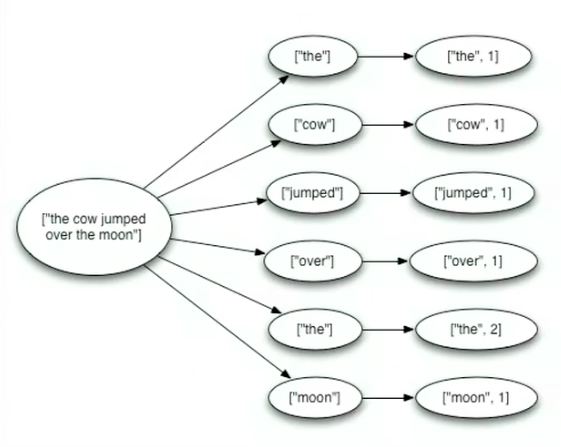 ["the cow jumped
over the moon"]
["the"]
["the", 1]
["cow"]
["cow", 1]
["jumped"]
["jumped", 1]
["over"]
["over", 1]
["the"]
["the", 2]
["moon"]
["moon", 1]